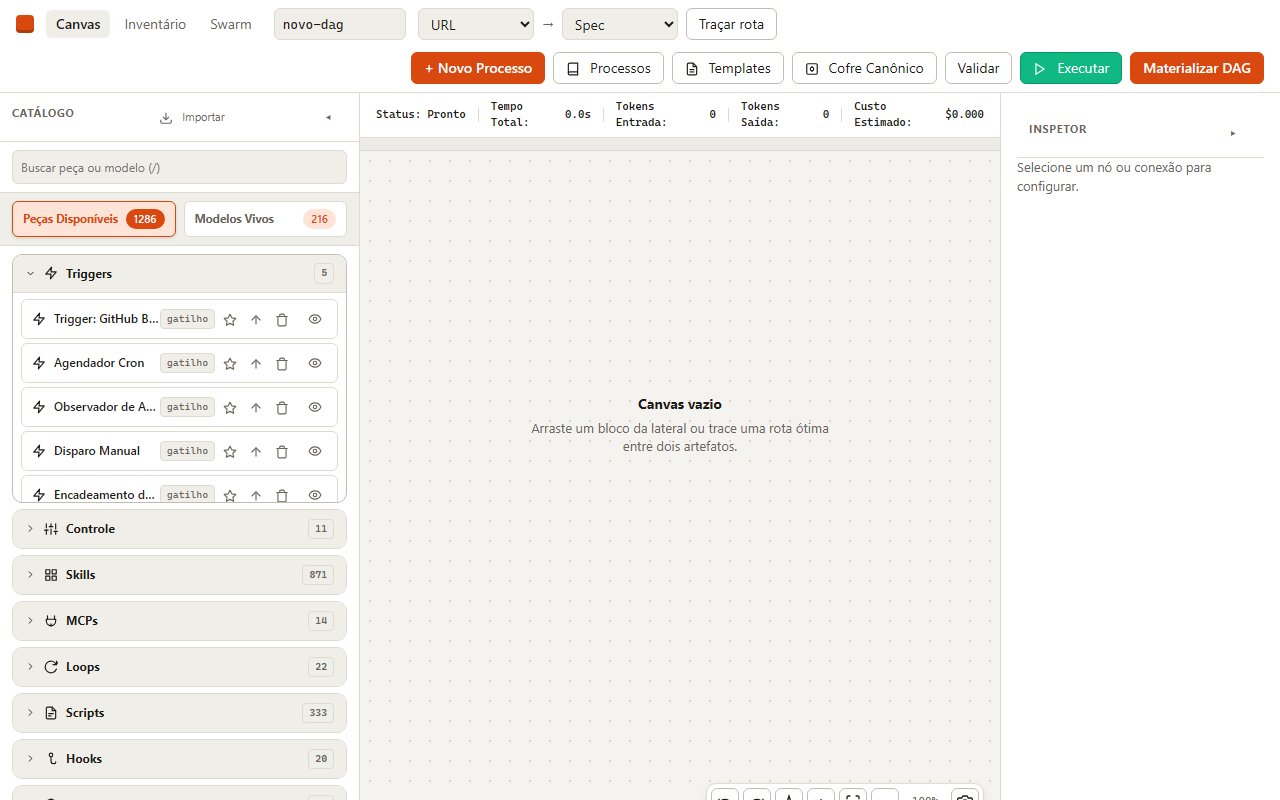 Canvas
Inventário
Swarm
novo-dag
URL
→
Spec
Traçar rota
+ Novo Processo
Processos
Templates
Cofre Canônico
Validar
Executar
Materializar DAG
CATÁLOGO
Importar
Buscar peça ou modelo (/)
Peças Disponíveis 1286
Modelos Vivos 216
Triggers 5
Trigger: GitHub B... gatilho
Agendador Cron gatilho
Observador de A... gatilho
Disparo Manual gatilho
Encadeamento d... gatilho
Controle 11
Skills 871
MCPs 14
Loops 22
Scripts 333
Hooks 20
Status: Pronto
Tempo Total: 0.0s
Tokens Entrada: 0
Tokens Saída: 0
Custo Estimado: $0.000
Canvas vazio
Arraste um bloco da lateral ou trace uma rota ótima
entre dois artefatos.
INSPETOR
Selecione um nó ou conexão para
configurar.